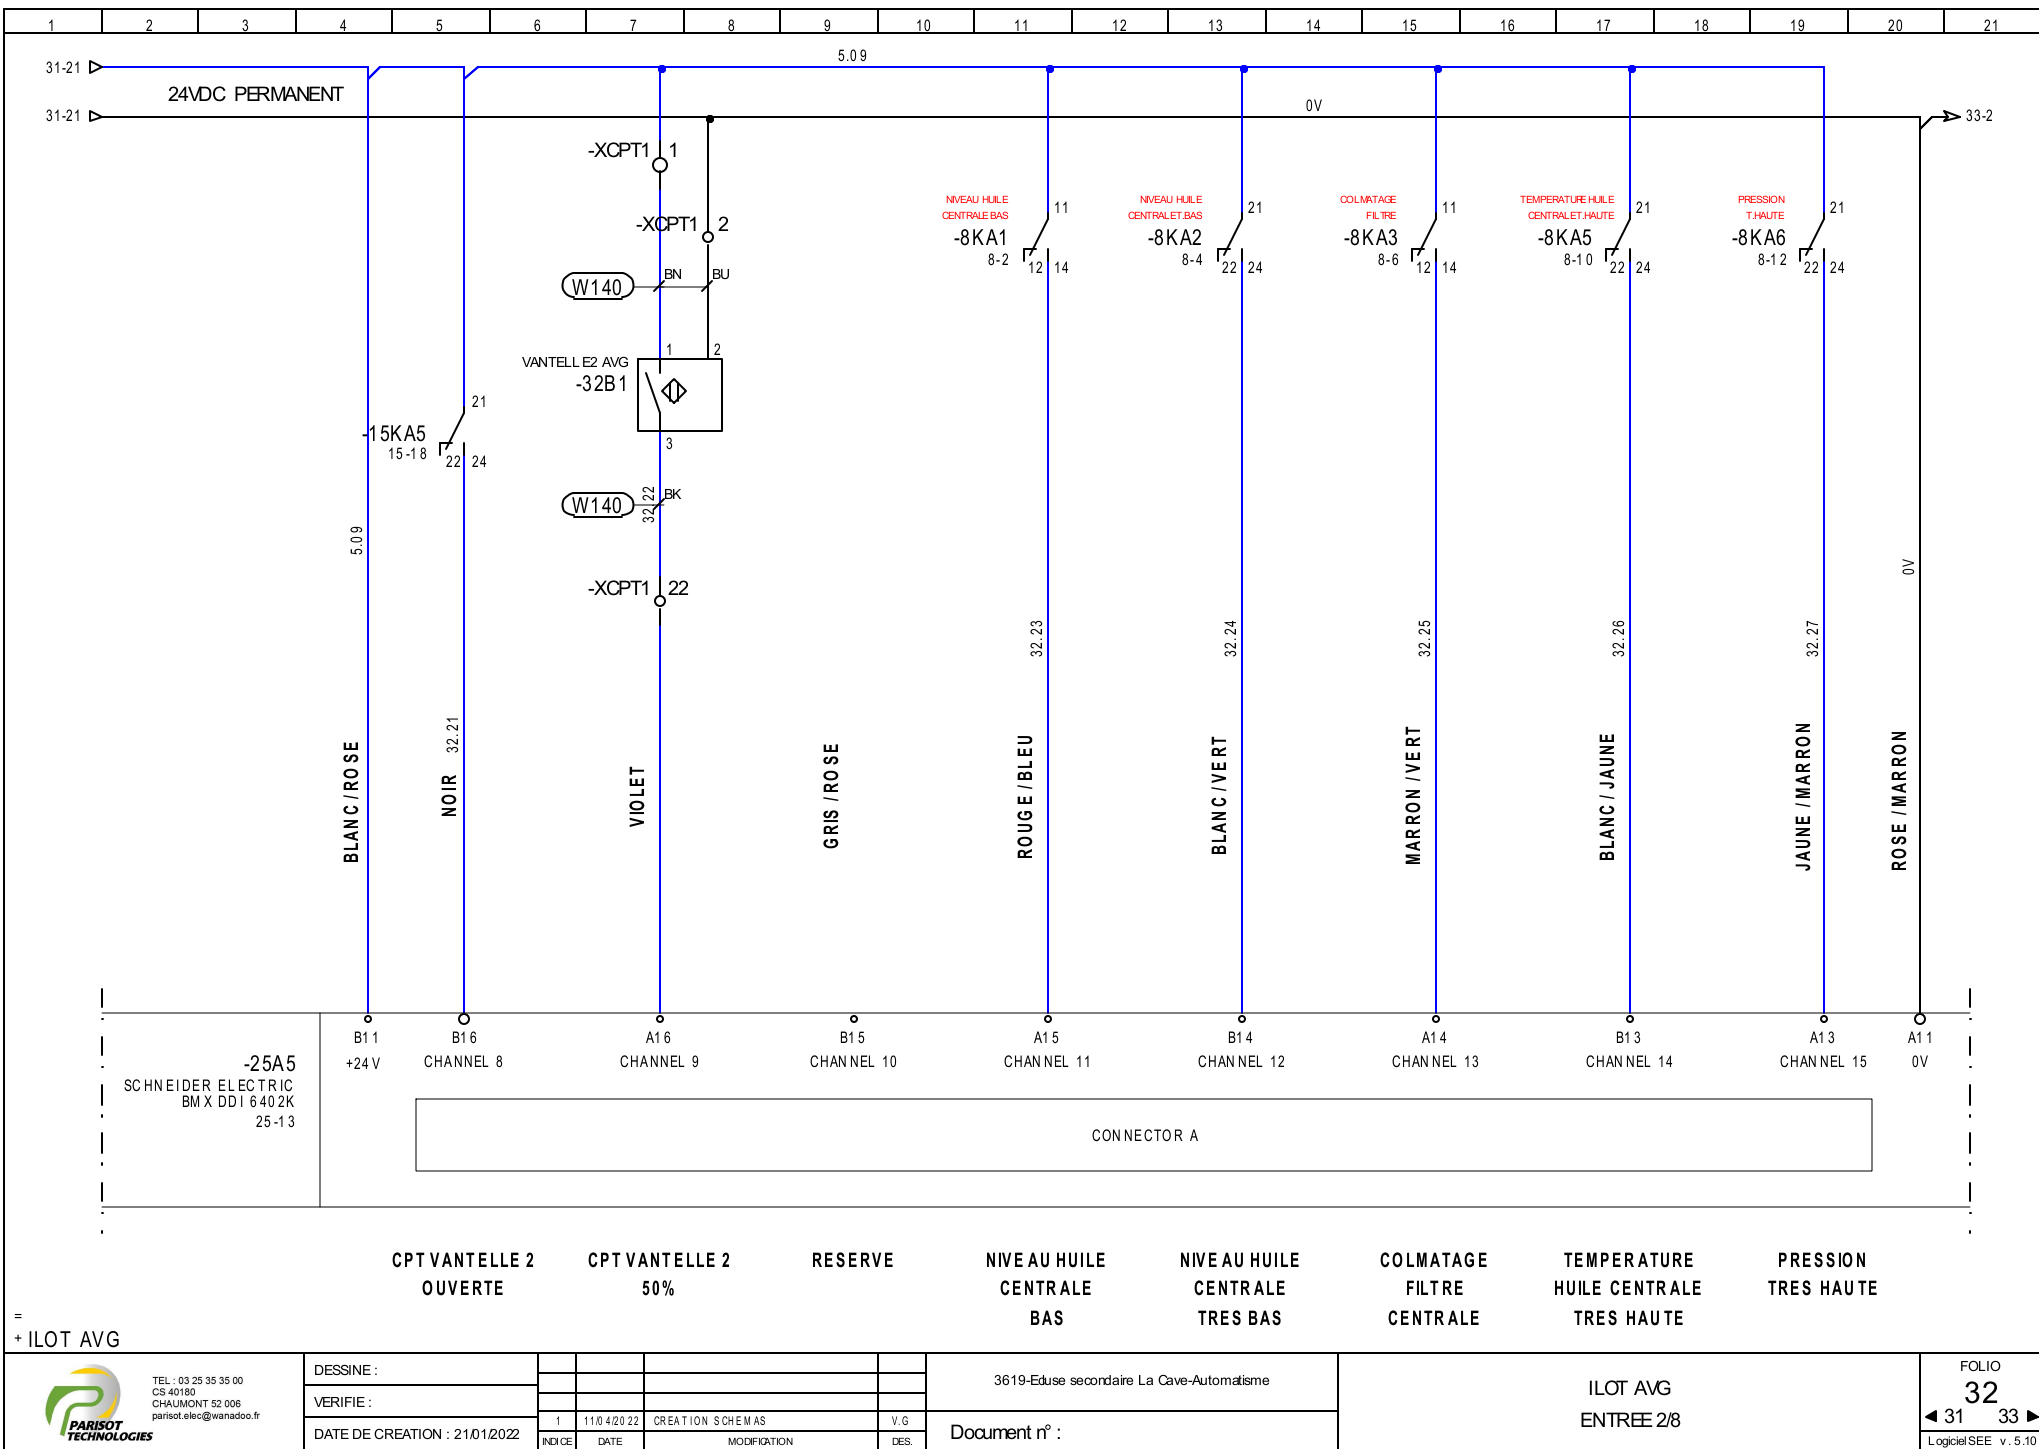 1 2 3 4 5 6 7 8 9 10 11 12 13 14 15 16 17 18 19 20 21
31-21
5.09
24VDC PERMANENT
31-21
0V
33-2
-XCPT1 1
-XCPT1 2
W140 BN BU
VANTELLE2 AVG
-32B1
1 2
3
-15KA5
15-18
21
22 24
W140 32.22 BK
-XCPT1 22
NIVEAU HUILE
CENTRALE BAS
-8KA1
8-2
11
12 14
NIVEAU HUILE
CENTRALE T.BAS
-8KA2
8-4
21
22 24
COLMATAGE
FILTRE
-8KA3
8-6
11
12 14
TEMPERATURE HUILE
CENTRALE T.HAUTE
-8KA5
8-10
21
22 24
PRESSION
T.HAUTE
-8KA6
8-12
21
22 24
5.09
0V
32.21
32.23
32.24
32.25
32.26
32.27
BLANC/ROSE
NOIR
VIOLET
GRIS/ROSE
ROUGE/BLEU
BLANC/VERT
MARRON/VERT
BLANC/JAUNE
JAUNE/MARRON
ROSE/MARRON
B11 B16 A16 B15 A15 B14 A14 B13 A13 A11
+24V CHANNEL 8 CHANNEL 9 CHANNEL 10 CHANNEL 11 CHANNEL 12 CHANNEL 13 CHANNEL 14 CHANNEL 15 0V
-25A5
SCHNEIDER ELECTRIC
BMX DDI 6402K
25-13
CONNECTOR A
CPT VANTELLE 2
OUVERTE
CPT VANTELLE 2
50%
RESERVE
NIVEAU HUILE
CENTRALE
BAS
NIVEAU HUILE
CENTRALE
TRES BAS
COLMATAGE
FILTRE
CENTRALE
TEMPERATURE
HUILE CENTRALE
TRES HAUTE
PRESSION
TRES HAUTE
=
+ ILOT AVG
PARISOT
TECHNOLOGIES
TEL : 03 25 35 35 00
CS 40180
CHAUMONT 52 006
parisot.elec@wanadoo.fr
DESSINE :
VERIFIE :
DATE DE CREATION : 21/01/2022
1 11/04/2022 CREATION SCHEMAS V.G
INDICE DATE MODIFICATION DES.
3619-Eduse secondaire La Cave-Automatisme
Document n° :
ILOT AVG
ENTREE 2/8
FOLIO
32
31 33
Logiciel SEE v. 5.10